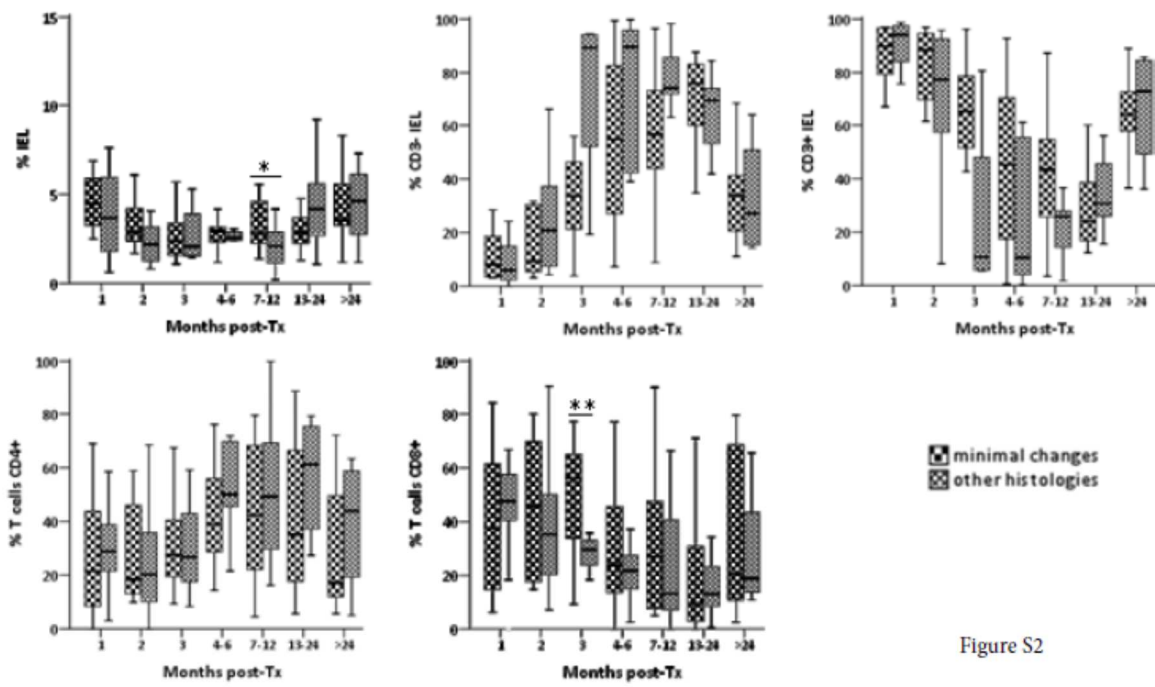 15
10
5
0
% IEL
*
1 2 3 4-6 7-12 13-24 >24
Months post-Tx
100
80
60
40
20
0
% CD3- IEL
1 2 3 4-6 7-12 13-24 >24
Months post-Tx
100
80
60
40
20
0
% CD3+ IEL
1 2 3 4-6 7-12 13-24 >24
Months post-Tx
100
80
60
40
20
0
% T cells CD4+
1 2 3 4-6 7-12 13-24 >24
Months post-Tx
100
80
60
40
20
0
% T cells CD8+
**
1 2 3 4-6 7-12 13-24 >24
Months post-Tx
minimal changes
other histologies
Figure S2